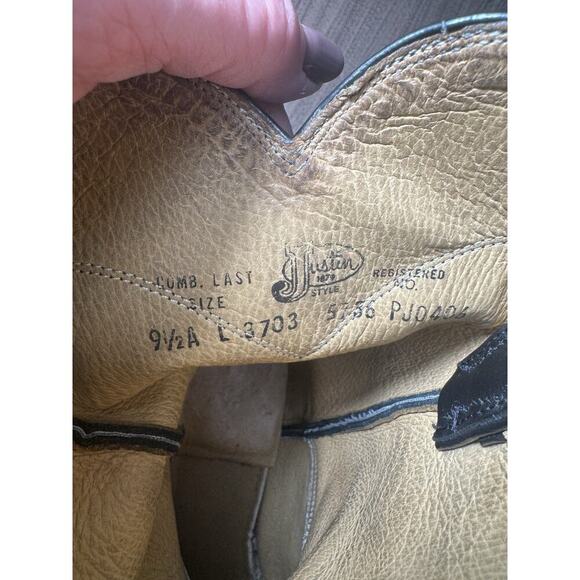 COMB. LAST
SIZE
Justin
1879
STYLE
REGISTERED
NO.
9½A L 3703 5736 PJ0404